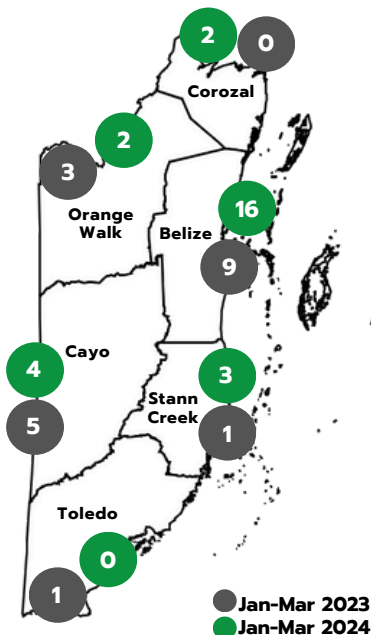 2
0
Corozal
2
3
Orange
Walk
16
Belize
9
4
Cayo
5
3
Stann
Creek
1
Toledo
0
1
Jan-Mar 2023
Jan-Mar 2024